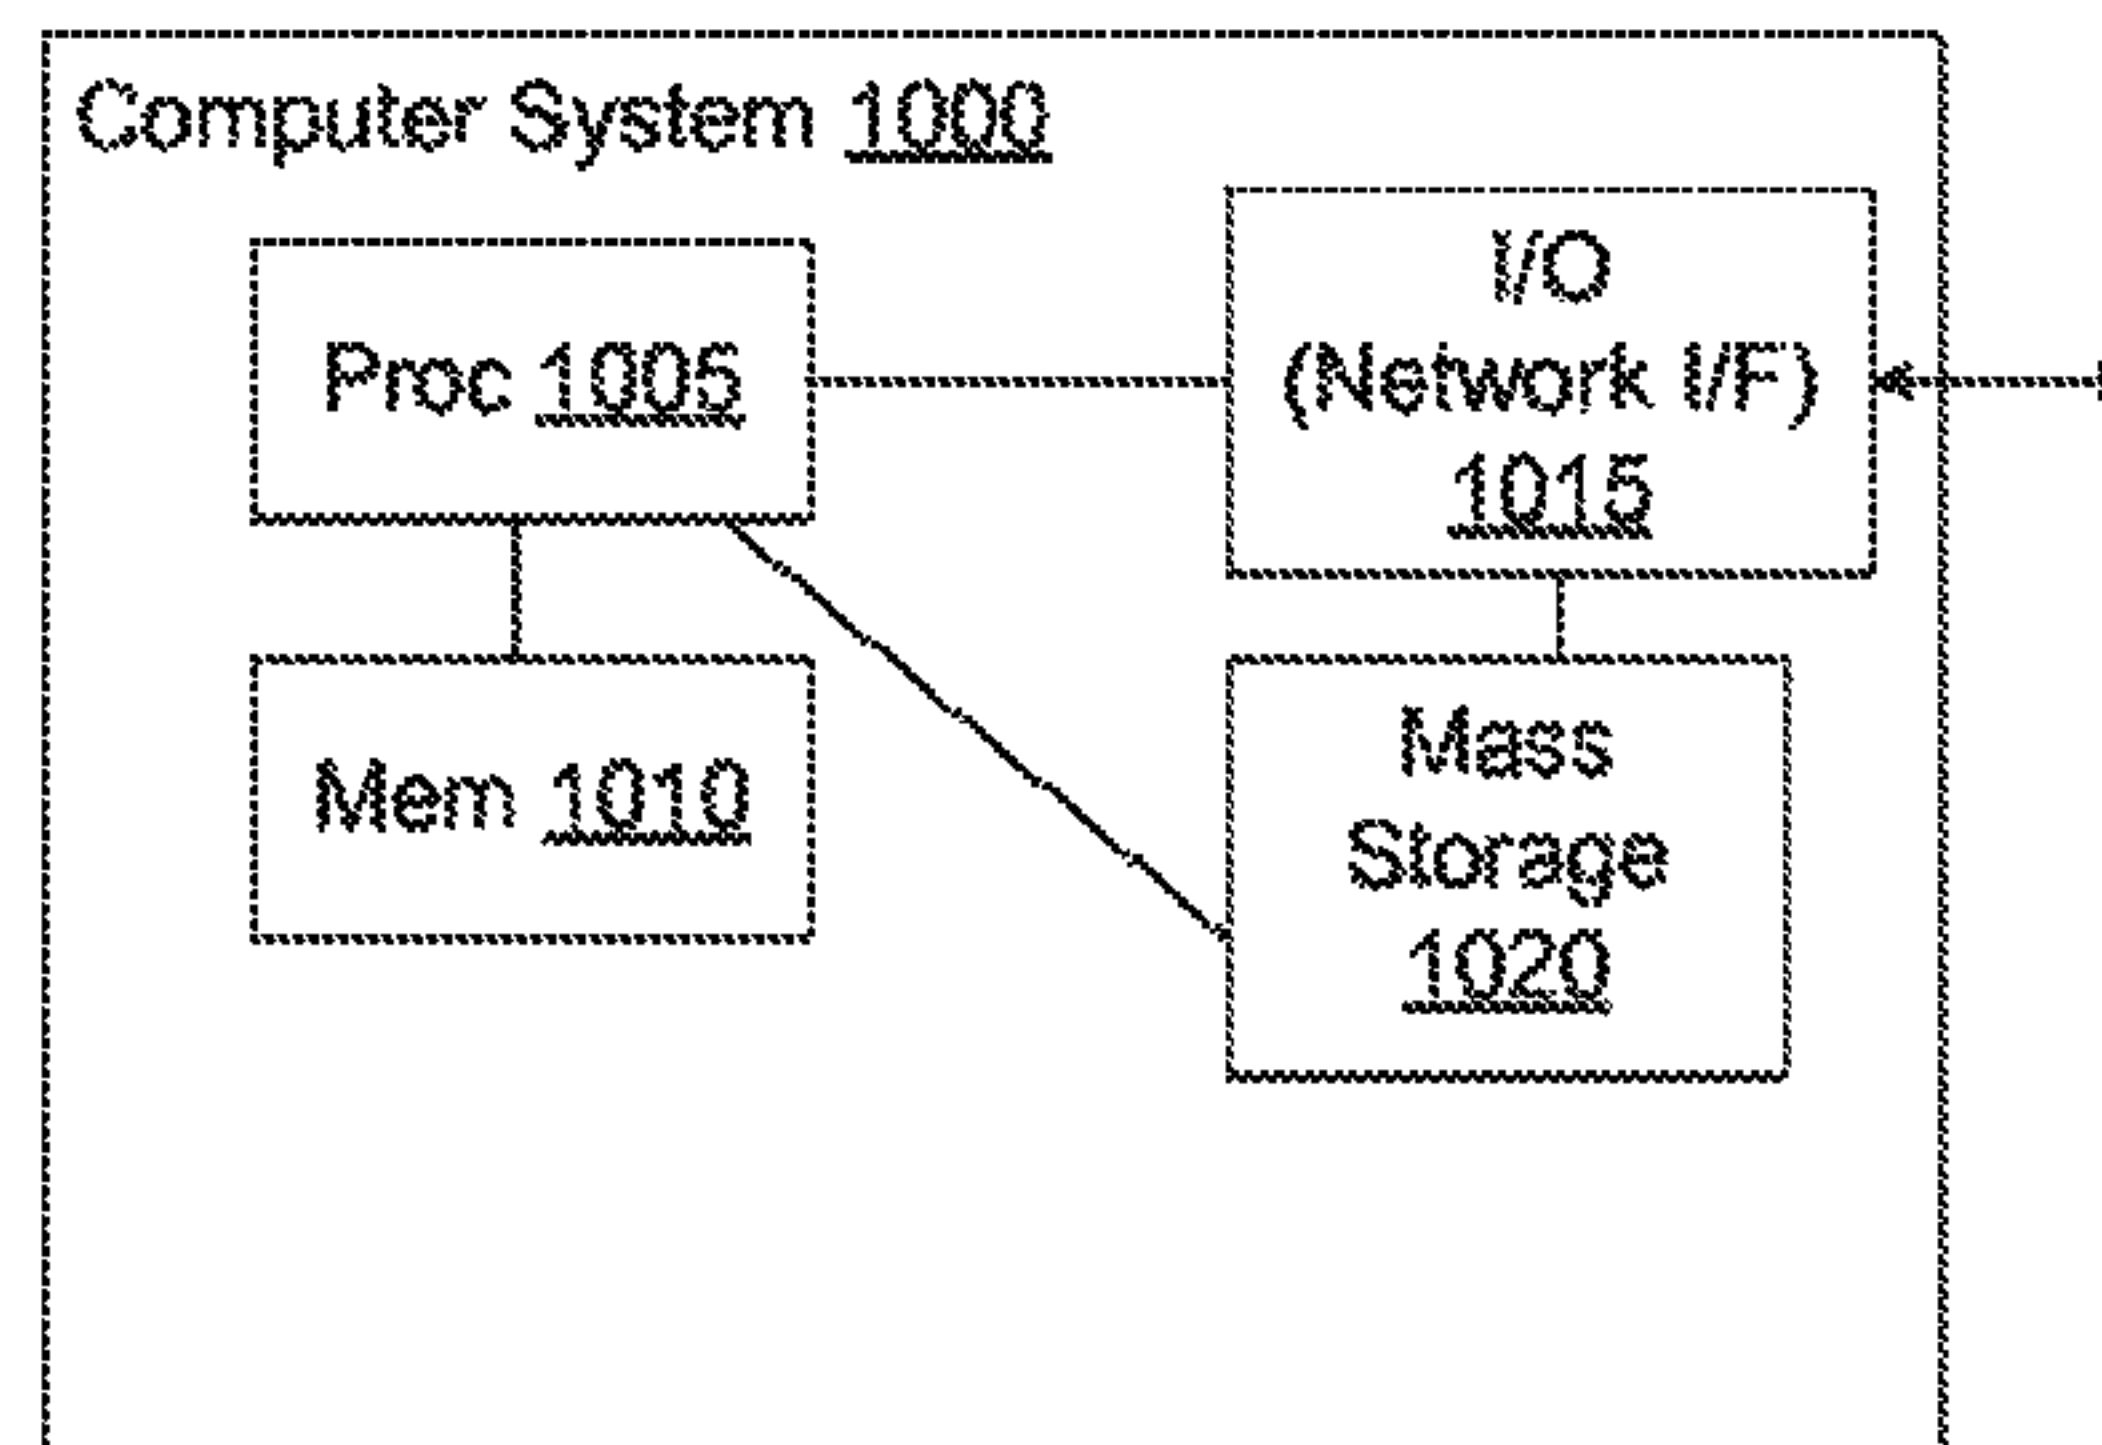 Computer System 1000
Proc 1005
I/O
(Network I/F)
1015
Mem 1010
Mass
Storage
1020